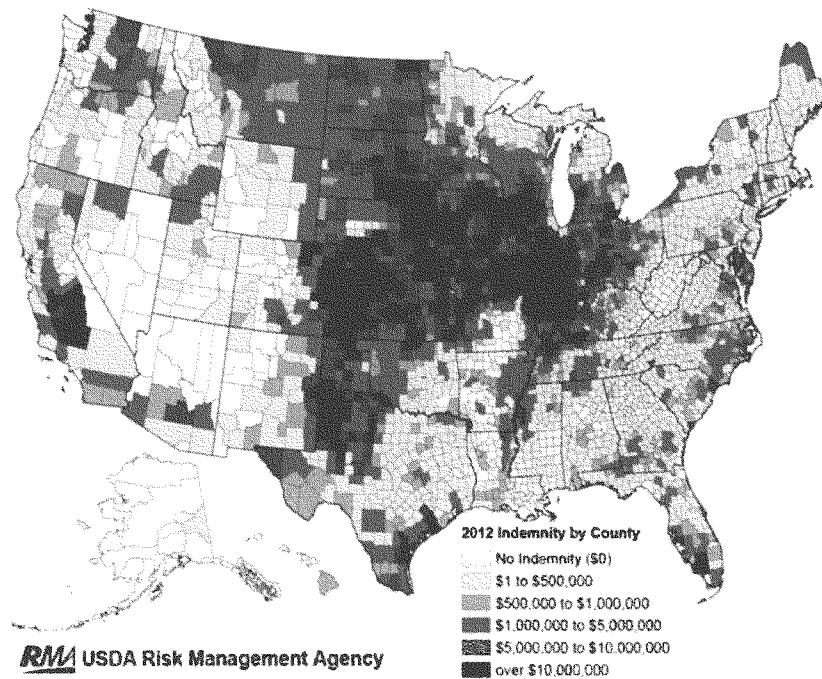 2012 Indemnity by County
No Indemnity ($0)
$1 to $500,000
$500,000 to $1,000,000
$1,000,000 to $5,000,000
$5,000,000 to $10,000,000
over $10,000,000
RMA USDA Risk Management Agency